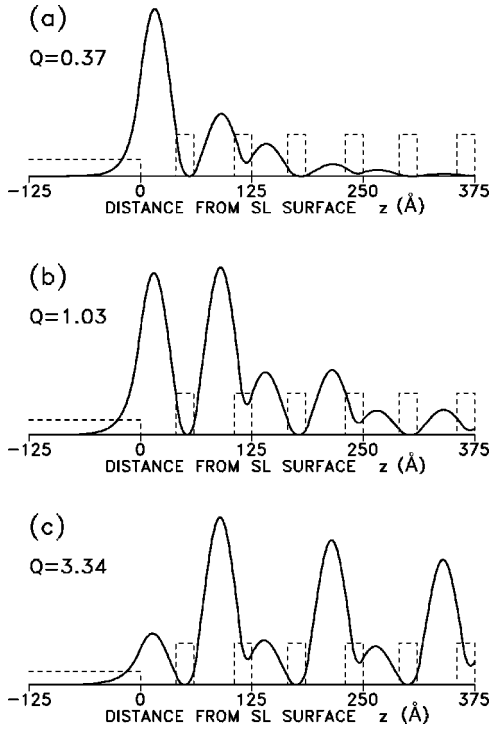 (a)
Q=0.37
-125 0 125 250 375
DISTANCE FROM SL SURFACE z (Å)
(b)
Q=1.03
-125 0 125 250 375
DISTANCE FROM SL SURFACE z (Å)
(c)
Q=3.34
-125 0 125 250 375
DISTANCE FROM SL SURFACE z (Å)